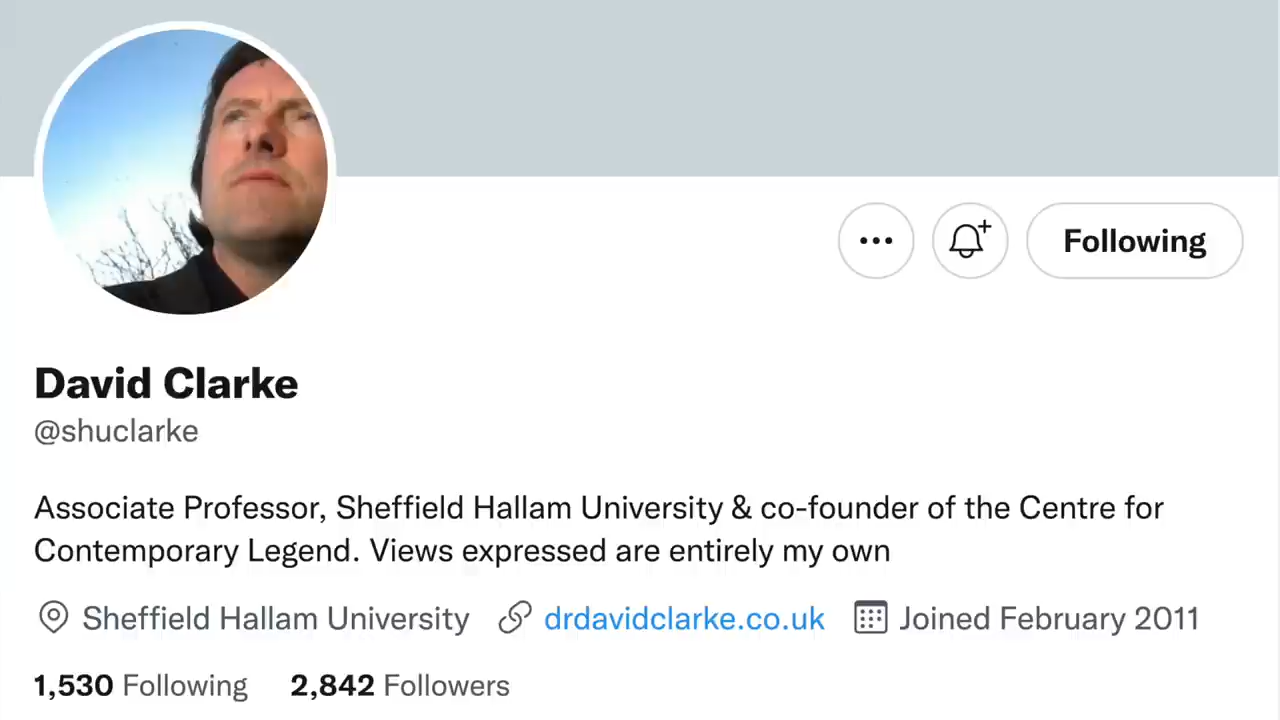 Following
David Clarke
@shuclarke
Associate Professor, Sheffield Hallam University & co-founder of the Centre for
Contemporary Legend. Views expressed are entirely my own
Sheffield Hallam University drdavidclarke.co.uk Joined February 2011
1,530 Following 2,842 Followers